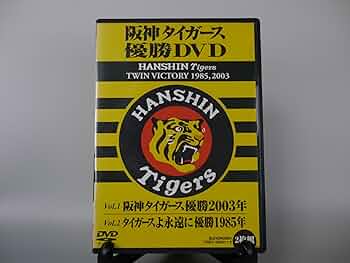 阪神タイガース
優勝DVD
HANSHIN Tigers
TWIN VICTORY 1985,2003
HANSHIN
Tigers
Vol.1 阪神タイガース優勝2003年
Vol.2 タイガースよ永遠に優勝1985年
DVD
2枚組